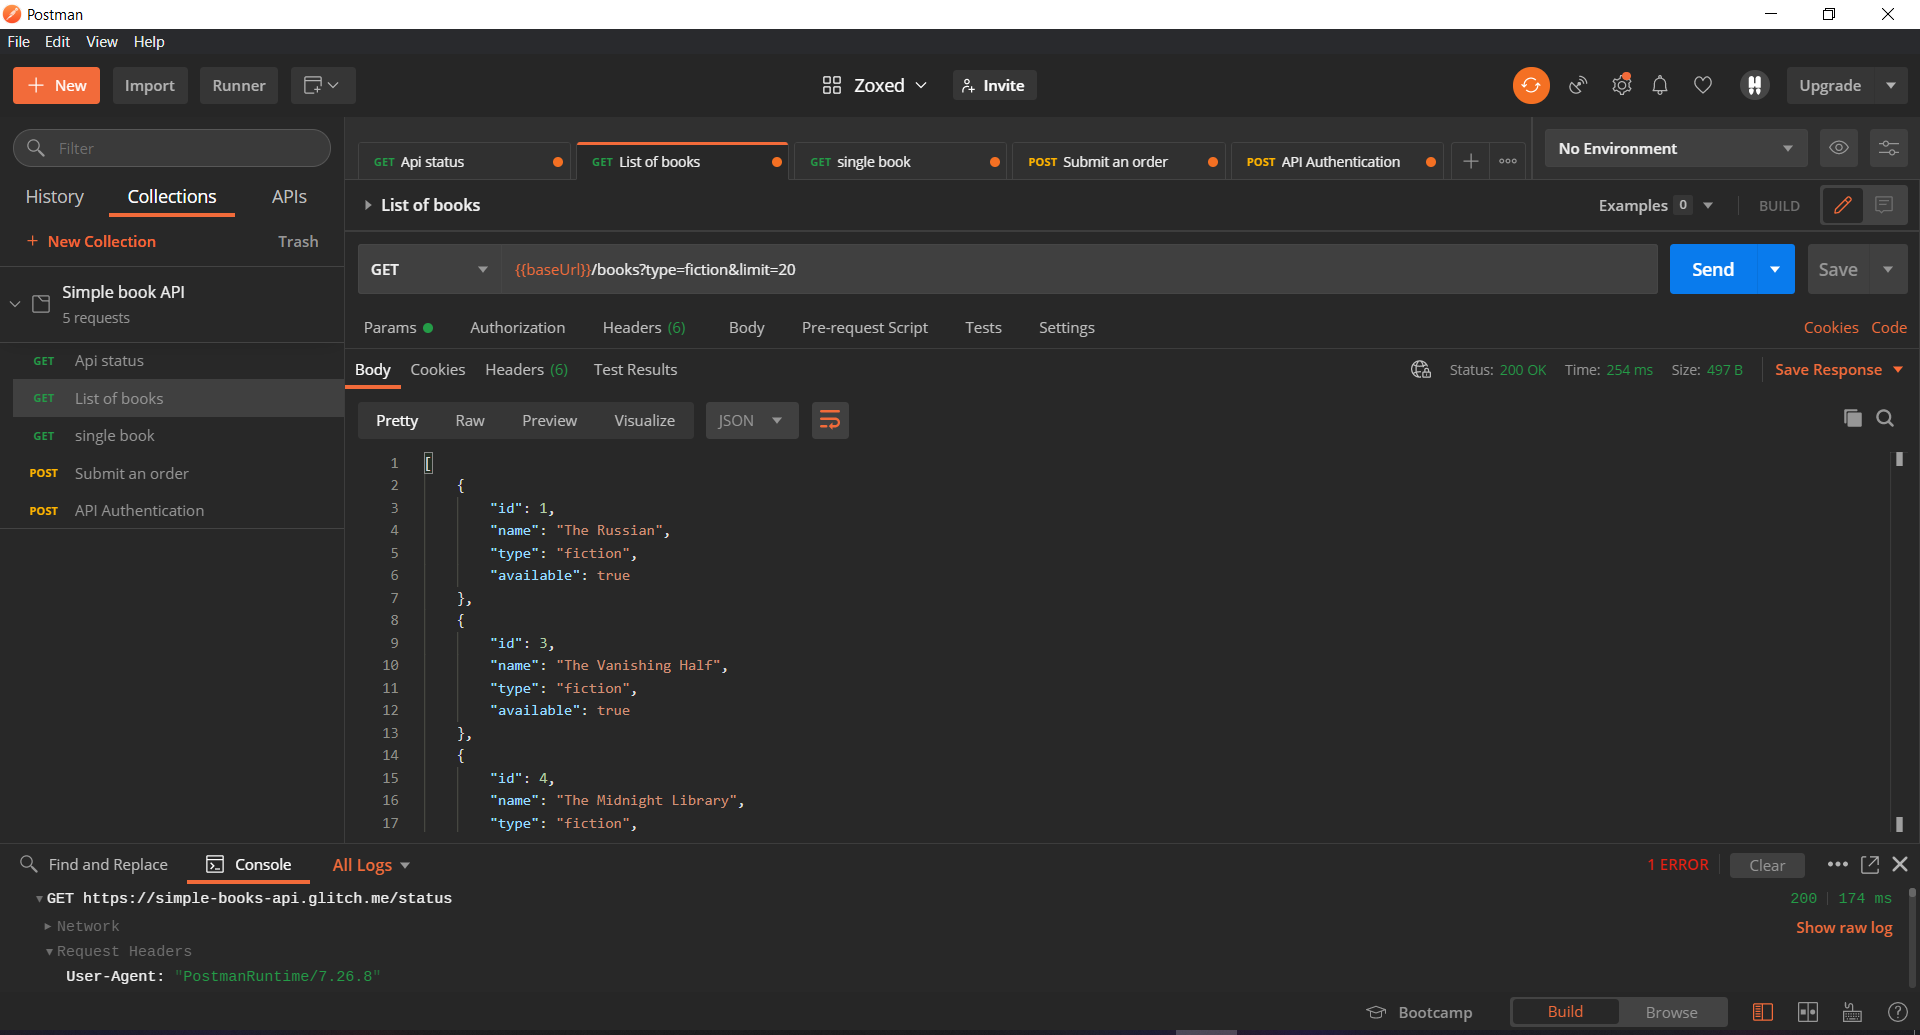 Postman
File Edit View Help
New Import Runner Zoxed Invite Upgrade
Filter
History Collections APIs
New Collection Trash
Simple book API
5 requests
GET Api status
GET List of books
GET single book
POST Submit an order
POST API Authentication
GET Api status GET List of books GET single book POST Submit an order POST API Authentication
No Environment
List of books Examples 0 BUILD
GET {{baseUrl}}/books?type=fiction&limit=20 Send Save
Params Authorization Headers (6) Body Pre-request Script Tests Settings Cookies Code
Body Cookies Headers (6) Test Results Status: 200 OK Time: 254 ms Size: 497 B Save Response
Pretty Raw Preview Visualize JSON
1 [
2 {
3 "id": 1,
4 "name": "The Russian",
5 "type": "fiction",
6 "available": true
7 },
8 {
9 "id": 3,
10 "name": "The Vanishing Half",
11 "type": "fiction",
12 "available": true
13 },
14 {
15 "id": 4,
16 "name": "The Midnight Library",
17 "type": "fiction",
Find and Replace Console All Logs 1 ERROR Clear
GET https://simple-books-api.glitch.me/status 200 174 ms
Network Show raw log
Request Headers
User-Agent: "PostmanRuntime/7.26.8"
Bootcamp Build Browse